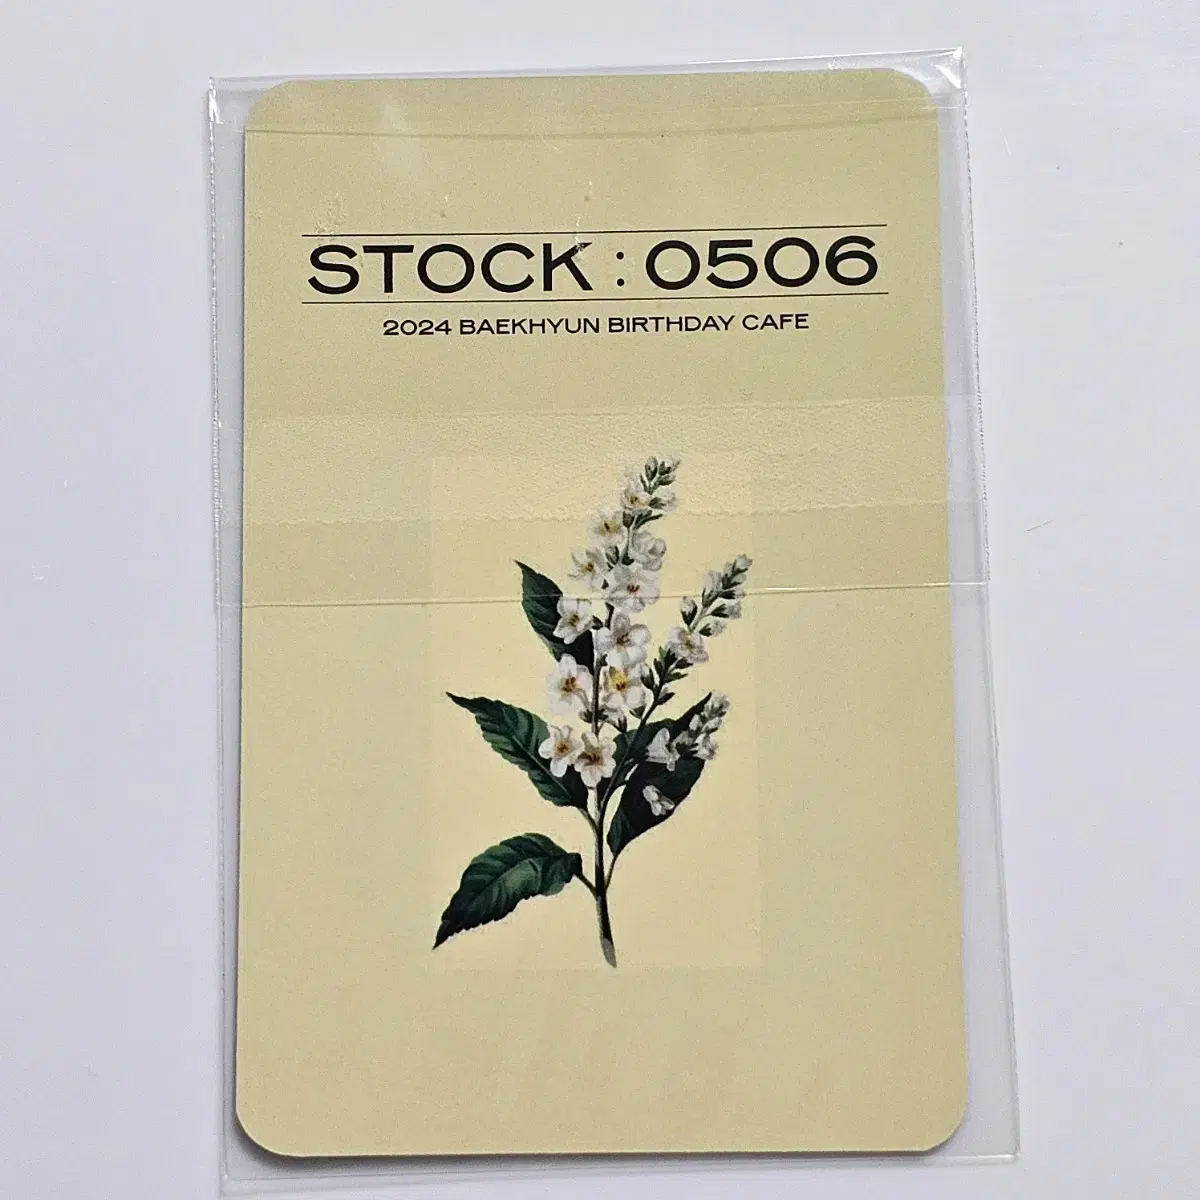 STOCK : 0506
2024 BAEKHYUN BIRTHDAY CAFE